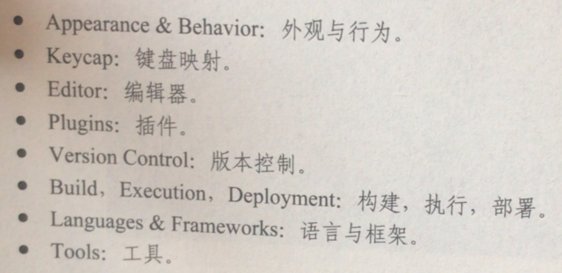 ● Appearance & Behavior: 外观与行为。
● Keycap: 键盘映射。
● Editor: 编辑器。
● Plugins: 插件。
● Version Control: 版本控制。
● Build, Execution, Deployment: 构建，执行，部署。
● Languages & Frameworks: 语言与框架。
● Tools: 工具。